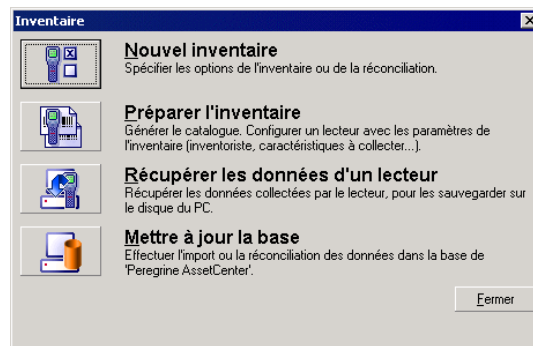 Inventaire
Nouvel inventaire
Spécifier les options de l'inventaire ou de la réconciliation.
Préparer l'inventaire
Générer le catalogue. Configurer un lecteur avec les paramètres de
l'inventaire (inventoriste, caractéristiques à collecter...).
Récupérer les données d'un lecteur
Récupérer les données collectées par le lecteur, pour les sauvegarder sur
le disque du PC.
Mettre à jour la base
Effectuer l'import ou la réconciliation des données dans la base de
'Peregrine AssetCenter'.
Fermer